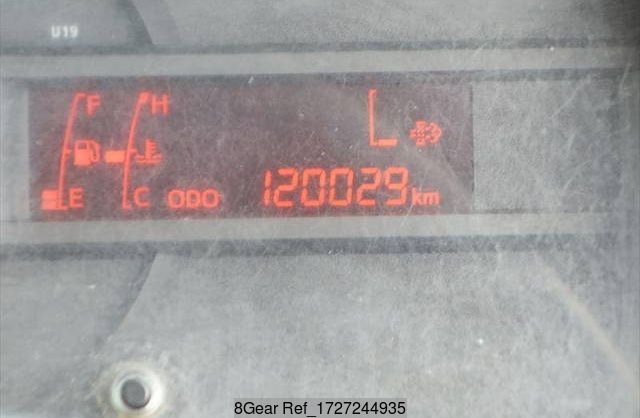 U19
F H
E C ODO 120029 km
8Gear Ref_1727244935